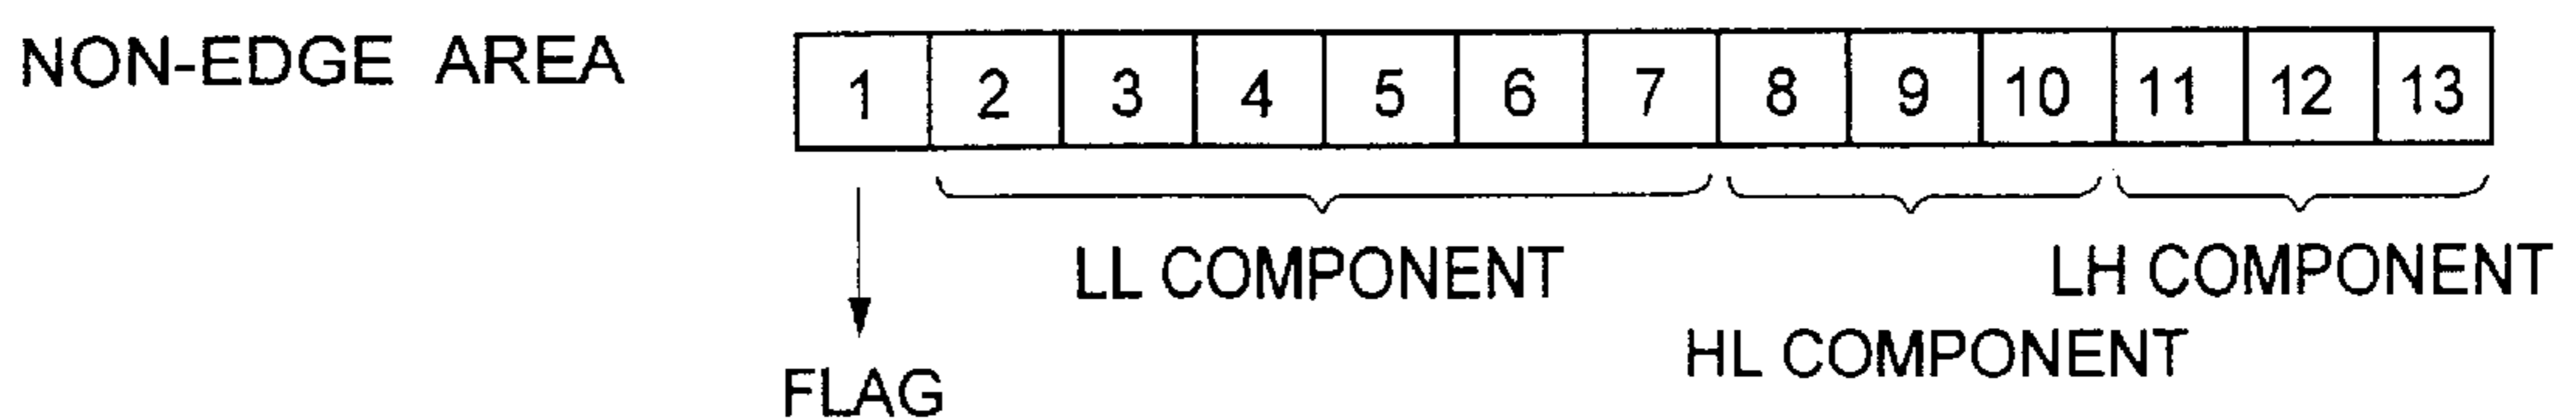 NON-EDGE AREA 1 2 3 4 5 6 7 8 9 10 11 12 13
LL COMPONENT
LH COMPONENT
HL COMPONENT
FLAG